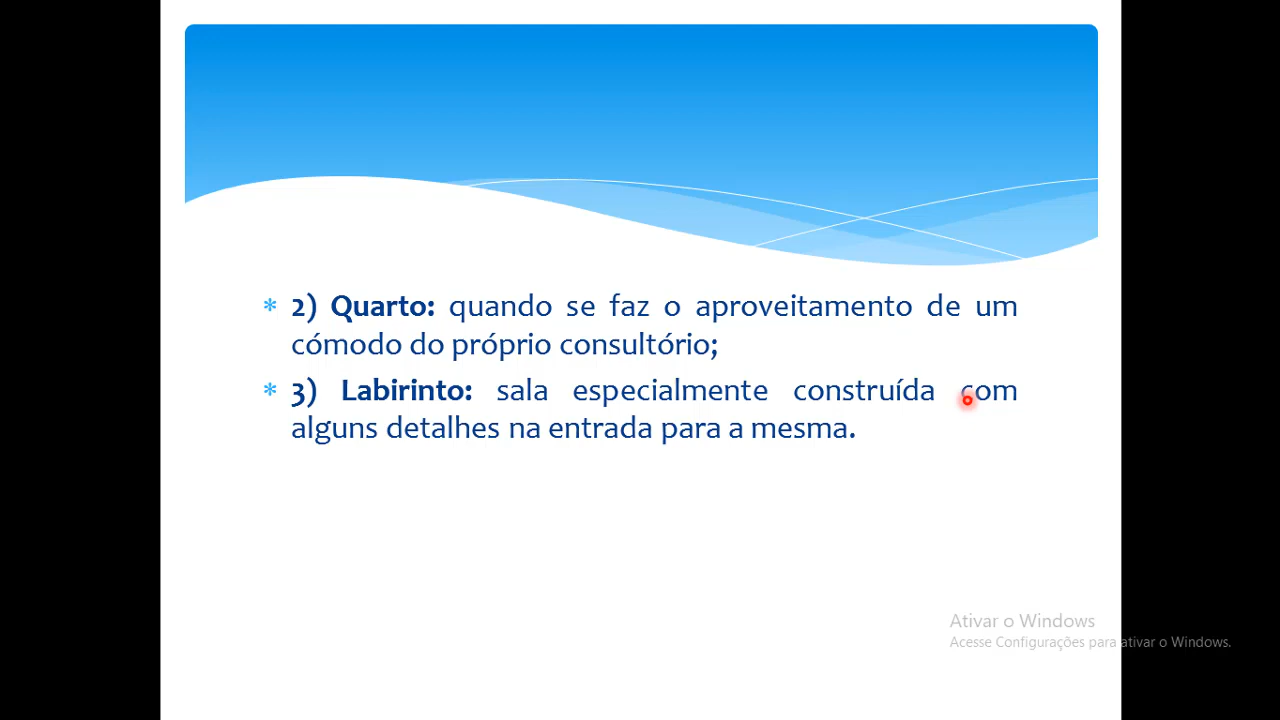 * 2) Quarto: quando se faz o aproveitamento de um
cômodo do próprio consultório;
* 3) Labirinto: sala especialmente construída com
alguns detalhes na entrada para a mesma.
Ativar o Windows
Acesse Configurações para ativar o Windows.